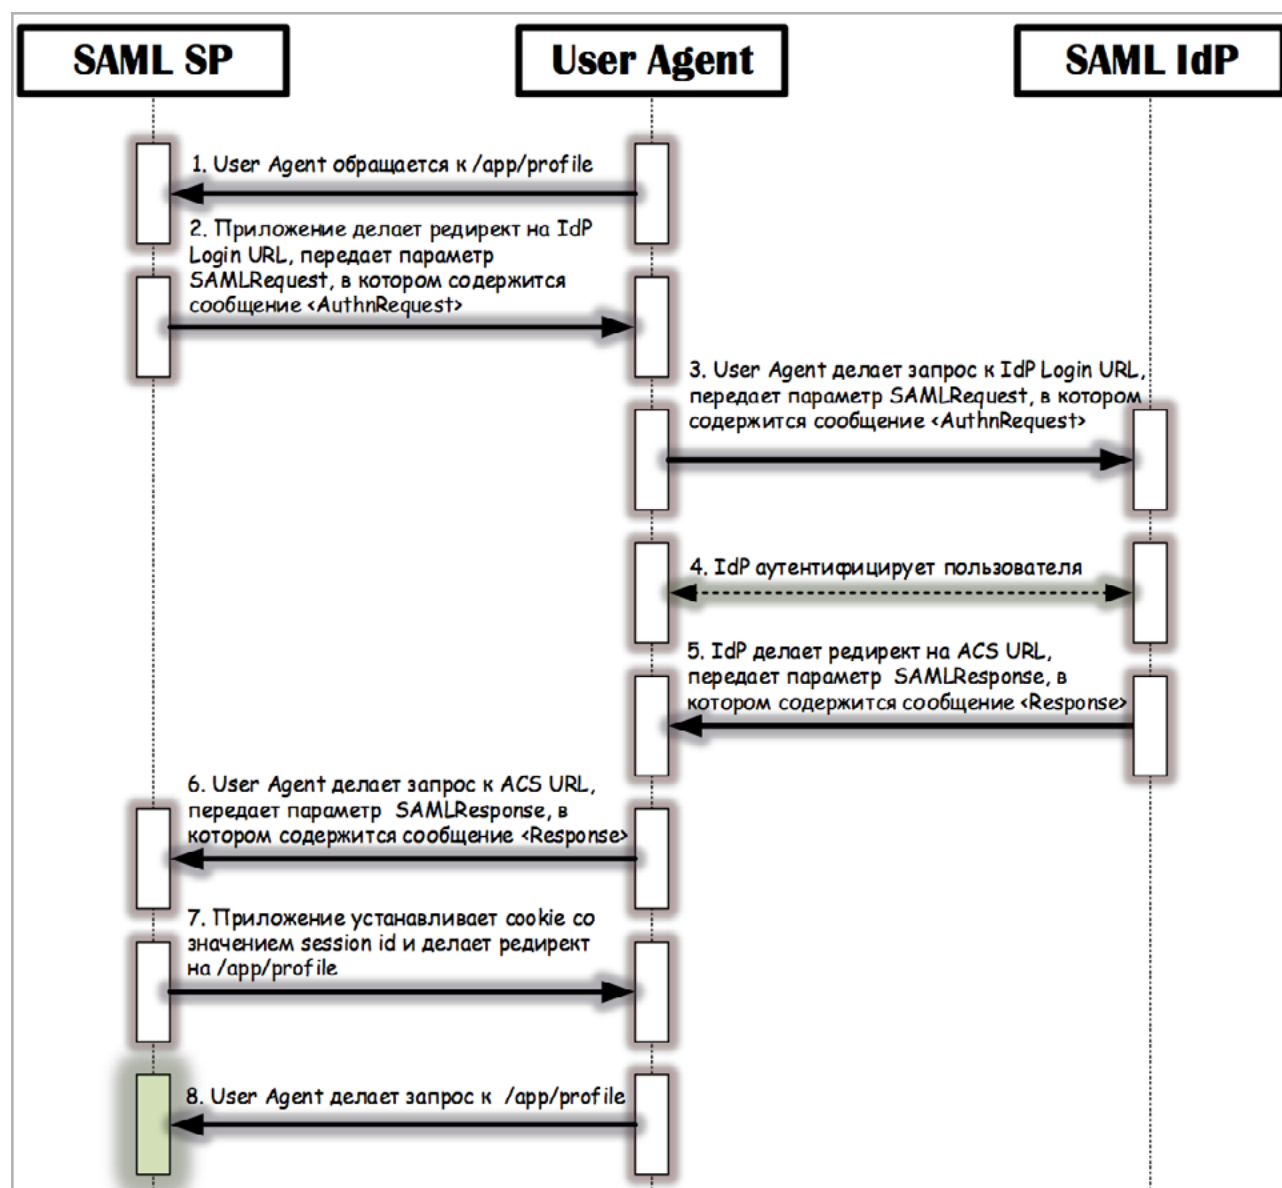 SAML SP
User Agent
SAML IdP
1. User Agent обращается к /app/profile
2. Приложение делает редирект на IdP
Login URL, передает параметр
SAMLRequest, в котором содержится
сообщение <AuthnRequest>
3. User Agent делает запрос к IdP Login URL,
передает параметр SAMLRequest, в котором
содержится сообщение <AuthnRequest>
4. IdP аутентифицирует пользователя
5. IdP делает редирект на ACS URL,
передает параметр SAMLResponse, в
котором содержится сообщение <Response>
6. User Agent делает запрос к ACS URL,
передает параметр SAMLResponse, в
котором содержится сообщение <Response>
7. Приложение устанавливает cookie со
значением session id и делает редирект
на /app/profile
8. User Agent делает запрос к /app/profile